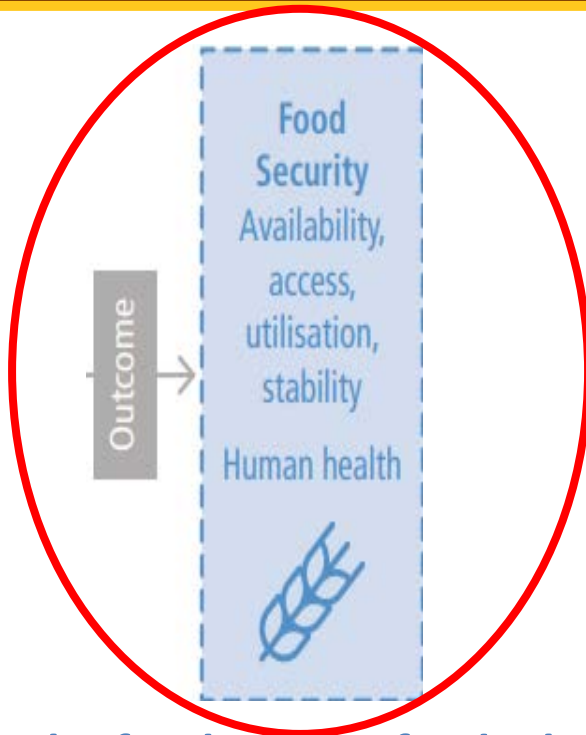 Outcome
Food
Security
Availability,
access,
utilisation,
stability
Human health